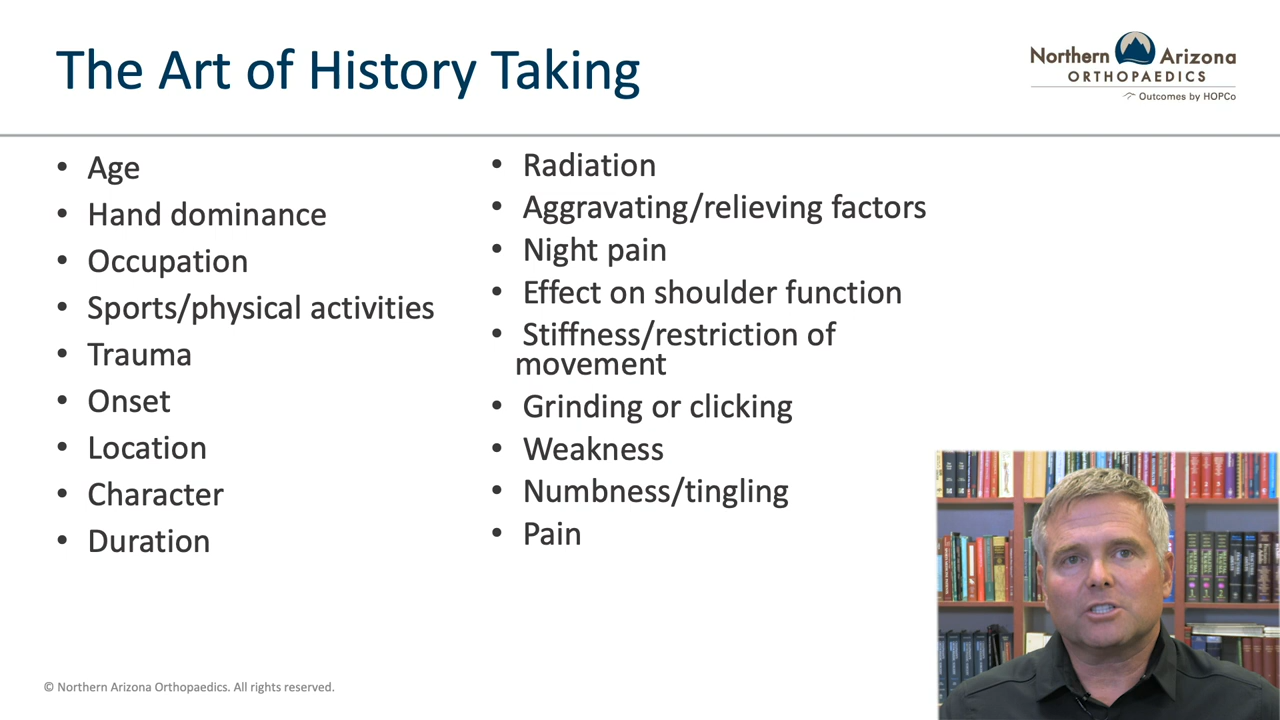 The Art of History Taking
Northern Arizona
ORTHOPAEDICS
Outcomes by HOPCo
• Age
• Hand dominance
• Occupation
• Sports/physical activities
• Trauma
• Onset
• Location
• Character
• Duration
• Radiation
• Aggravating/relieving factors
• Night pain
• Effect on shoulder function
• Stiffness/restriction of
movement
• Grinding or clicking
• Weakness
• Numbness/tingling
• Pain
© Northern Arizona Orthopaedics. All rights reserved.